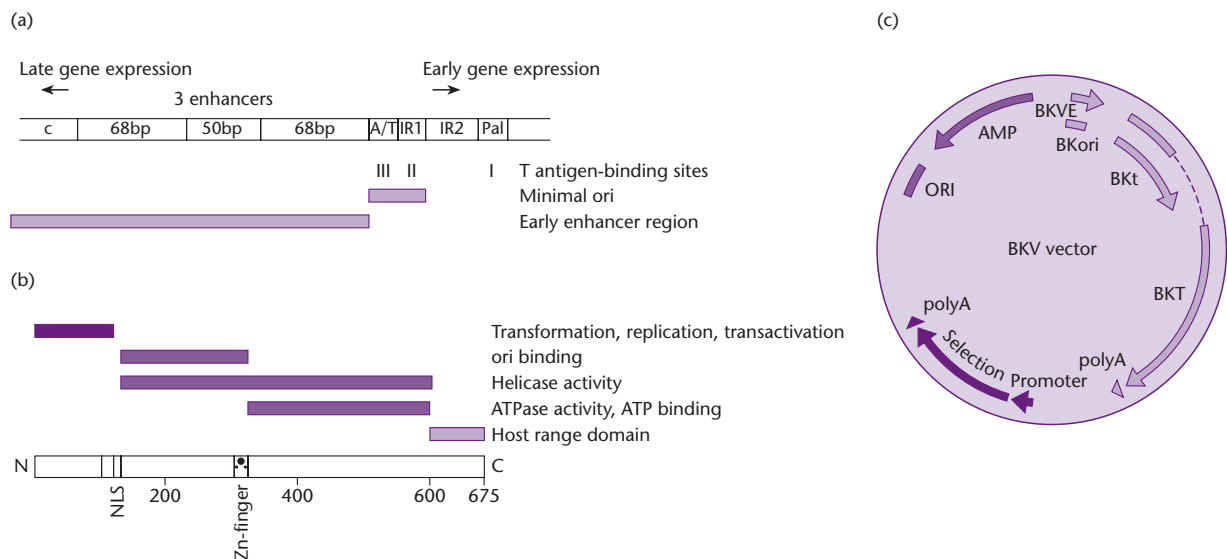 (a)
Late gene expression
Early gene expression
3 enhancers
c 68bp 50bp 68bp A/T IR1 IR2 Pal
III II I T antigen-binding sites
Minimal ori
Early enhancer region
(b)
Transformation, replication, transactivation
ori binding
Helicase activity
ATPase activity, ATP binding
Host range domain
N C
NLS 200 Zn-finger 400 600 675
(c)
BKVE
AMP
BKori
BKt
ORI
BKV vector
BKT
polyA
Selection
polyA
Promoter